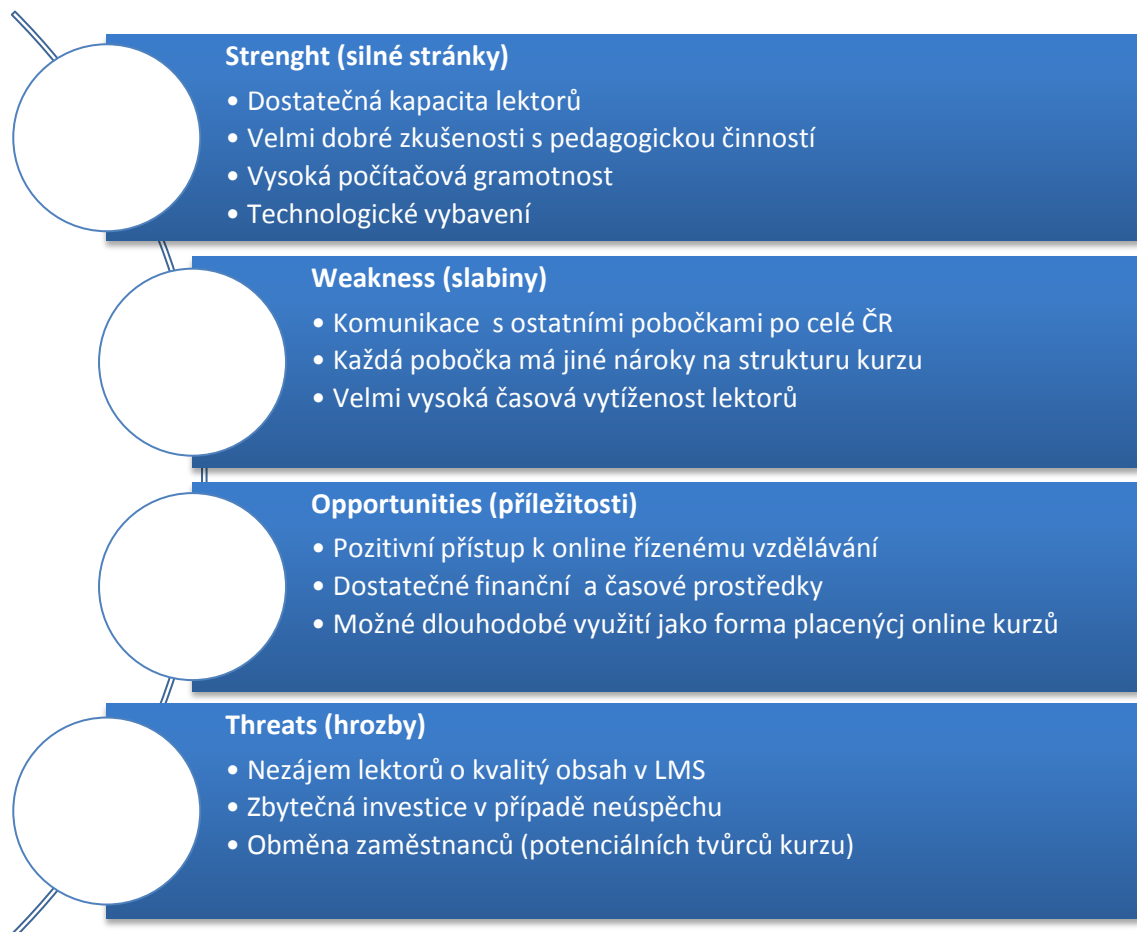 Strenght (silné stránky)
• Dostatečná kapacita lektorů
• Velmi dobré zkušenosti s pedagogickou činností
• Vysoká počítačová gramotnost
• Technologické vybavení
Weakness (slabiny)
• Komunikace  s ostatními pobočkami po celé ČR
• Každá pobočka má jiné nároky na strukturu kurzu
• Velmi vysoká časová vytíženost lektorů
Opportunities (příležitosti)
• Pozitivní přístup k online řízenému vzdělávání
• Dostatečné finanční  a časové prostředky
• Možné dlouhodobé využití jako forma placenýcj online kurzů
Threats (hrozby)
• Nezájem lektorů o kvalitý obsah v LMS
• Zbytečná investice v případě neúspěchu
• Obměna zaměstnanců (potenciálních tvůrců kurzu)